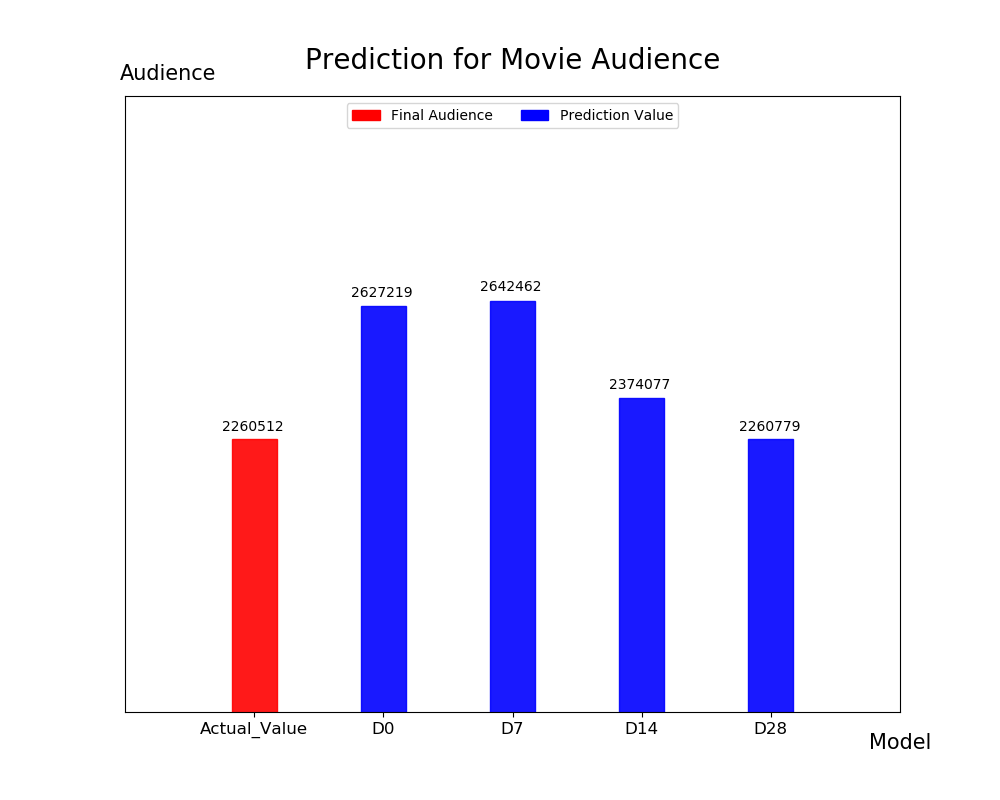 Prediction for Movie Audience
Audience
Final Audience Prediction Value
2642462
2627219
2374077
2260512 2260779
Actual_Value D0 D7 D14 D28
Model